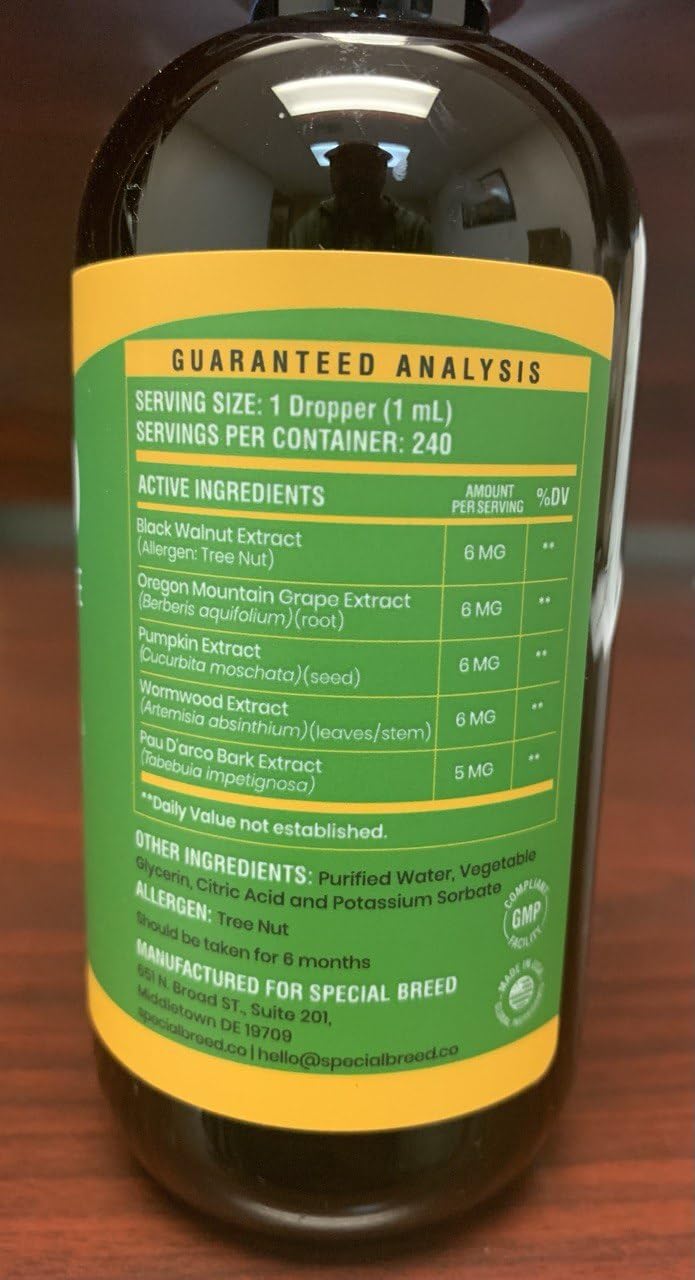 GUARANTEED ANALYSIS
SERVING SIZE: 1 Dropper (1 mL)
SERVINGS PER CONTAINER: 240
ACTIVE INGREDIENTS
AMOUNT
PER SERVING
%DV
Black Walnut Extract
(Allergen: Tree Nut)
6 MG **
Oregon Mountain Grape Extract
(Berberis aquifolium)(root)
6 MG **
Pumpkin Extract
(Cucurbita moschata)(seed)
6 MG **
Wormwood Extract
(Artemisia absinthium)(leaves/stem)
6 MG **
Pau D'arco Bark Extract
(Tabebuia impetignosa)
5 MG **
**Daily Value not established.
OTHER INGREDIENTS: Purified Water, Vegetable
Glycerin, Citric Acid and Potassium Sorbate
ALLERGEN: Tree Nut
Should be taken for 6 months
MANUFACTURED FOR SPECIAL BREED
651 N. Broad ST., Suite 201,
Middletown DE 19709
specialbreed.co | hello@specialbreed.co
COMPLIANT
GMP
FACILITY
MADE IN USA